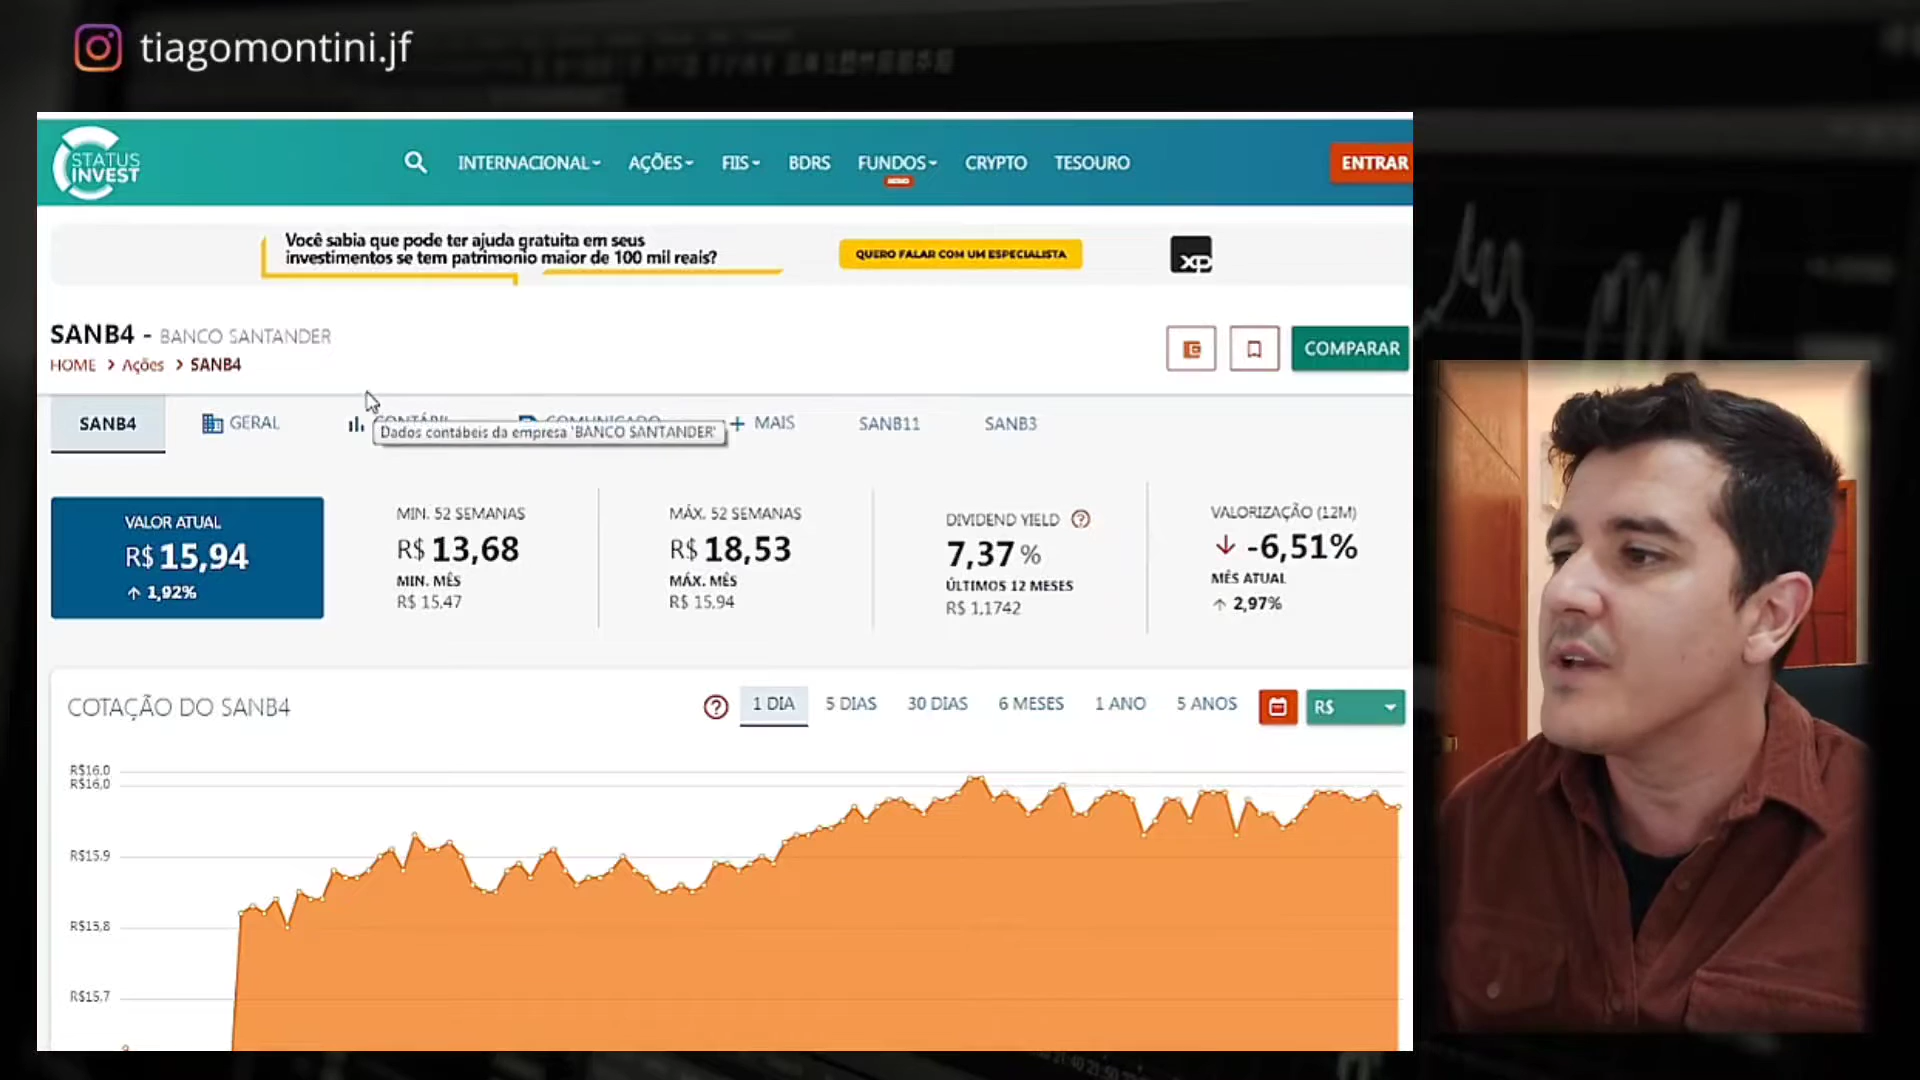 tiagomontini.jf
STATUS
INVEST
INTERNACIONAL AÇÕES FIIS BDRS FUNDOS CRYPTO TESOURO
ENTRAR
Você sabia que pode ter ajuda gratuita em seus
investimentos se tem patrimonio maior de 100 mil reais?
QUERO FALAR COM UM ESPECIALISTA
xp
SANB4 - BANCO SANTANDER
HOME > Ações > SANB4
COMPARAR
SANB4 GERAL CONTÁBIL COMUNICADO + MAIS SANB11 SANB3
Dados contábeis da empresa 'BANCO SANTANDER'
VALOR ATUAL
R$ 15,94
↑ 1,92%
MIN. 52 SEMANAS
R$ 13,68
MIN. MÊS
R$ 15,47
MÁX. 52 SEMANAS
R$ 18,53
MÁX. MÊS
R$ 15,94
DIVIDEND YIELD ?
7,37 %
ÚLTIMOS 12 MESES
R$ 1,1742
VALORIZAÇÃO (12M)
↓ -6,51%
MÊS ATUAL
↑ 2,97%
COTAÇÃO DO SANB4
? 1 DIA 5 DIAS 30 DIAS 6 MESES 1 ANO 5 ANOS R$
R$16,0
R$16,0
R$15,9
R$15,8
R$15,7